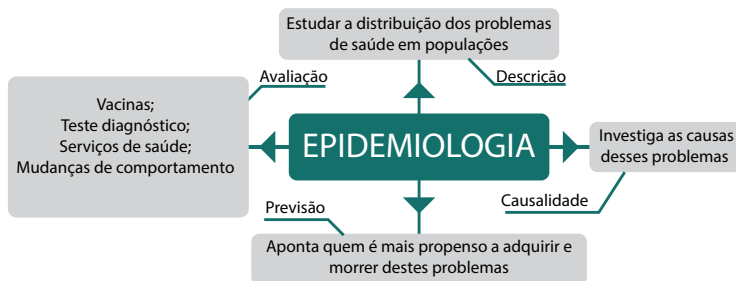 Estudar a distribuição dos problemas
de saúde em populações
Avaliação
Descrição
Vacinas;
Teste diagnóstico;
Serviços de saúde;
Mudanças de comportamento
EPIDEMIOLOGIA
Investiga as causas
desses problemas
Previsão
Causalidade
Aponta quem é mais propenso a adquirir e
morrer destes problemas